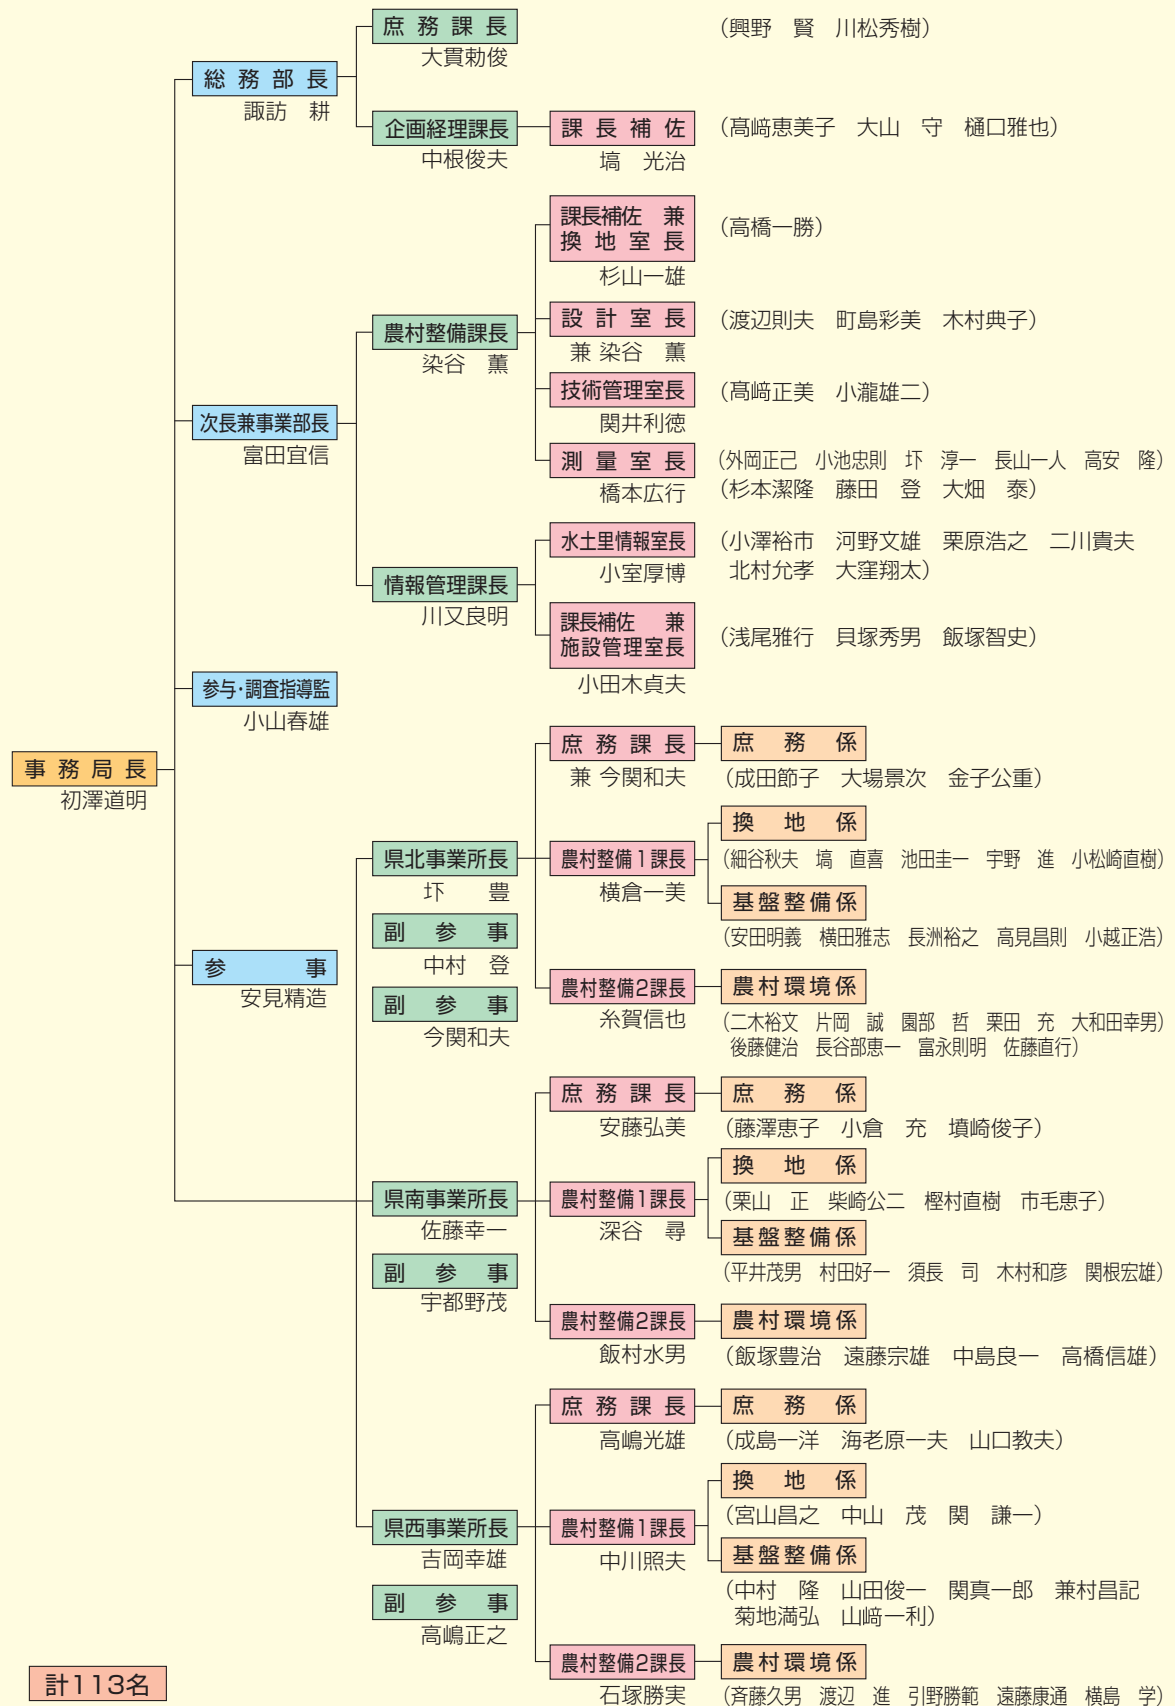 庶務課長
大貫勅俊
(興野　賢　川松秀樹)
総務部長
諏訪　耕
企画経理課長
中根俊夫
課長補佐
塙　光治
(髙﨑恵美子　大山　守　樋口雅也)
課長補佐　兼
換地室長
杉山一雄
(高橋一勝)
農村整備課長
染谷　薫
設計室長
兼 染谷　薫
(渡辺則夫　町島彩美　木村典子)
技術管理室長
関井利徳
(髙﨑正美　小瀧雄二)
次長兼事業部長
富田宜信
測量室長
橋本広行
(外岡正己　小池忠則　圷　淳一　長山一人　高安　隆)
(杉本潔隆　藤田　登　大畑　泰)
水土里情報室長
小室厚博
(小澤裕市　河野文雄　栗原浩之　二川貴夫
北村允孝　大窪翔太)
情報管理課長
川又良明
課長補佐　兼
施設管理室長
小田木貞夫
(浅尾雅行　貝塚秀男　飯塚智史)
参与・調査指導監
小山春雄
事務局長
初澤道明
庶務課長
兼 今関和夫
庶務係
(成田節子　大場景次　金子公重)
県北事業所長
圷　豊
農村整備1課長
横倉一美
換地係
(細谷秋夫　塙　直喜　池田圭一　宇野　進　小松崎直樹)
基盤整備係
(安田明義　横田雅志　長洲裕之　高見昌則　小越正浩)
副参事
中村　登
参事
安見精造
副参事
今関和夫
農村整備2課長
糸賀信也
農村環境係
(二木裕文　片岡　誠　園部　哲　栗田　充　大和田幸男)
後藤健治　長谷部恵一　富永則明　佐藤直行)
庶務課長
安藤弘美
庶務係
(藤澤恵子　小倉　充　墳崎俊子)
県南事業所長
佐藤幸一
農村整備1課長
深谷　尋
換地係
(栗山　正　柴崎公二　樫村直樹　市毛恵子)
基盤整備係
(平井茂男　村田好一　須長　司　木村和彦　関根宏雄)
副参事
宇都野茂
農村整備2課長
飯村水男
農村環境係
(飯塚豊治　遠藤宗雄　中島良一　高橋信雄)
庶務課長
高嶋光雄
庶務係
(成島一洋　海老原一夫　山口教夫)
県西事業所長
吉岡幸雄
農村整備1課長
中川照夫
換地係
(宮山昌之　中山　茂　関　謙一)
基盤整備係
(中村　隆　山田俊一　関真一郎　兼村昌記
菊地満弘　山﨑一利)
副参事
高嶋正之
農村整備2課長
石塚勝実
農村環境係
(斉藤久男　渡辺　進　引野勝範　遠藤康通　横島　学)
計113名